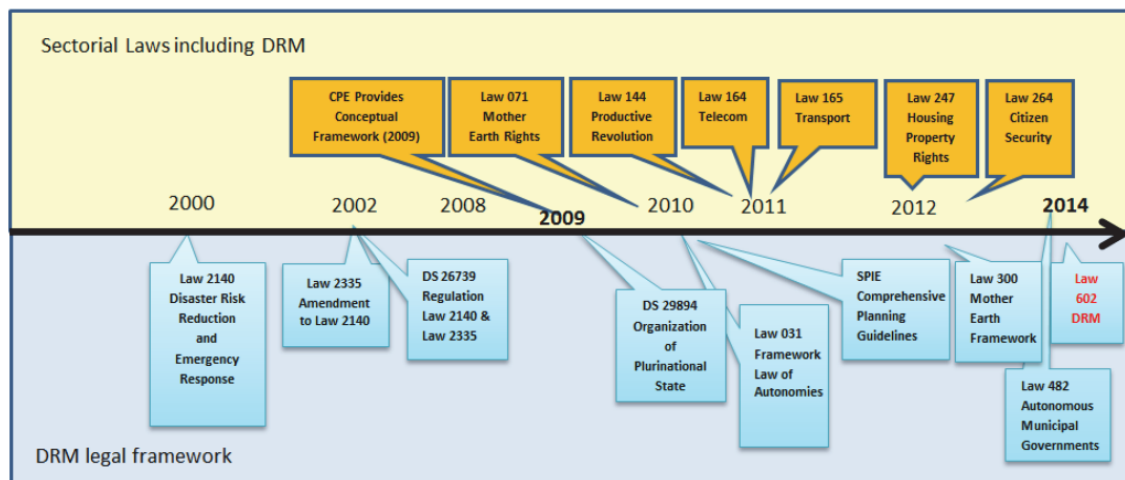 Sectorial Laws including DRM
CPE Provides
Conceptual
Framework (2009)
Law 071
Mother
Earth Rights
Law 144
Productive
Revolution
Law 164
Telecom
Law 165
Transport
Law 247
Housing
Property
Rights
Law 264
Citizen
Security
2000
2002
2008
2009
2010
2011
2012
2014
Law 2140
Disaster Risk
Reduction
and
Emergency
Response
Law 2335
Amendment
to Law 2140
DS 26739
Regulation
Law 2140 &
Law 2335
DS 29894
Organization
of
Plurinational
State
Law 031
Framework
Law of
Autonomies
SPIE
Comprehensive
Planning
Guidelines
Law 300
Mother
Earth
Framework
Law
602
DRM
Law 482
Autonomous
Municipal
Governments
DRM legal framework